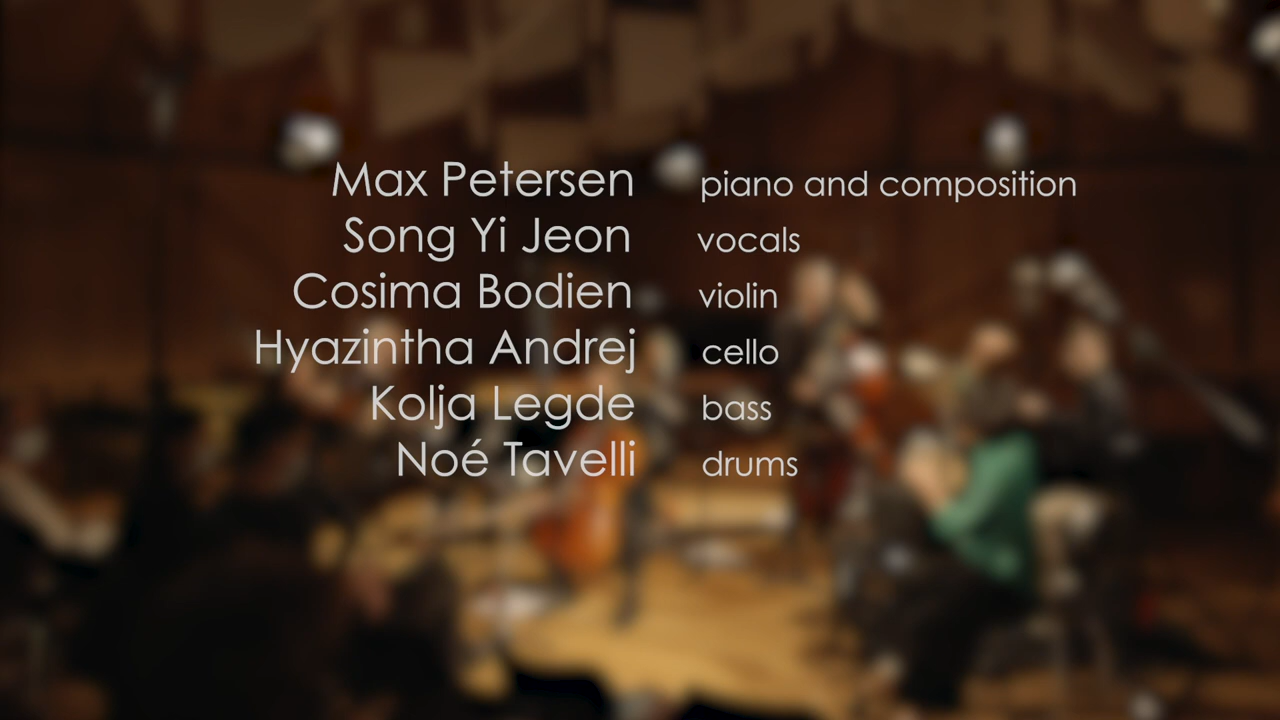 Max Petersen piano and composition
Song Yi Jeon vocals
Cosima Bodien violin
Hyazintha Andrej cello
Kolja Legde bass
Noé Tavelli drums